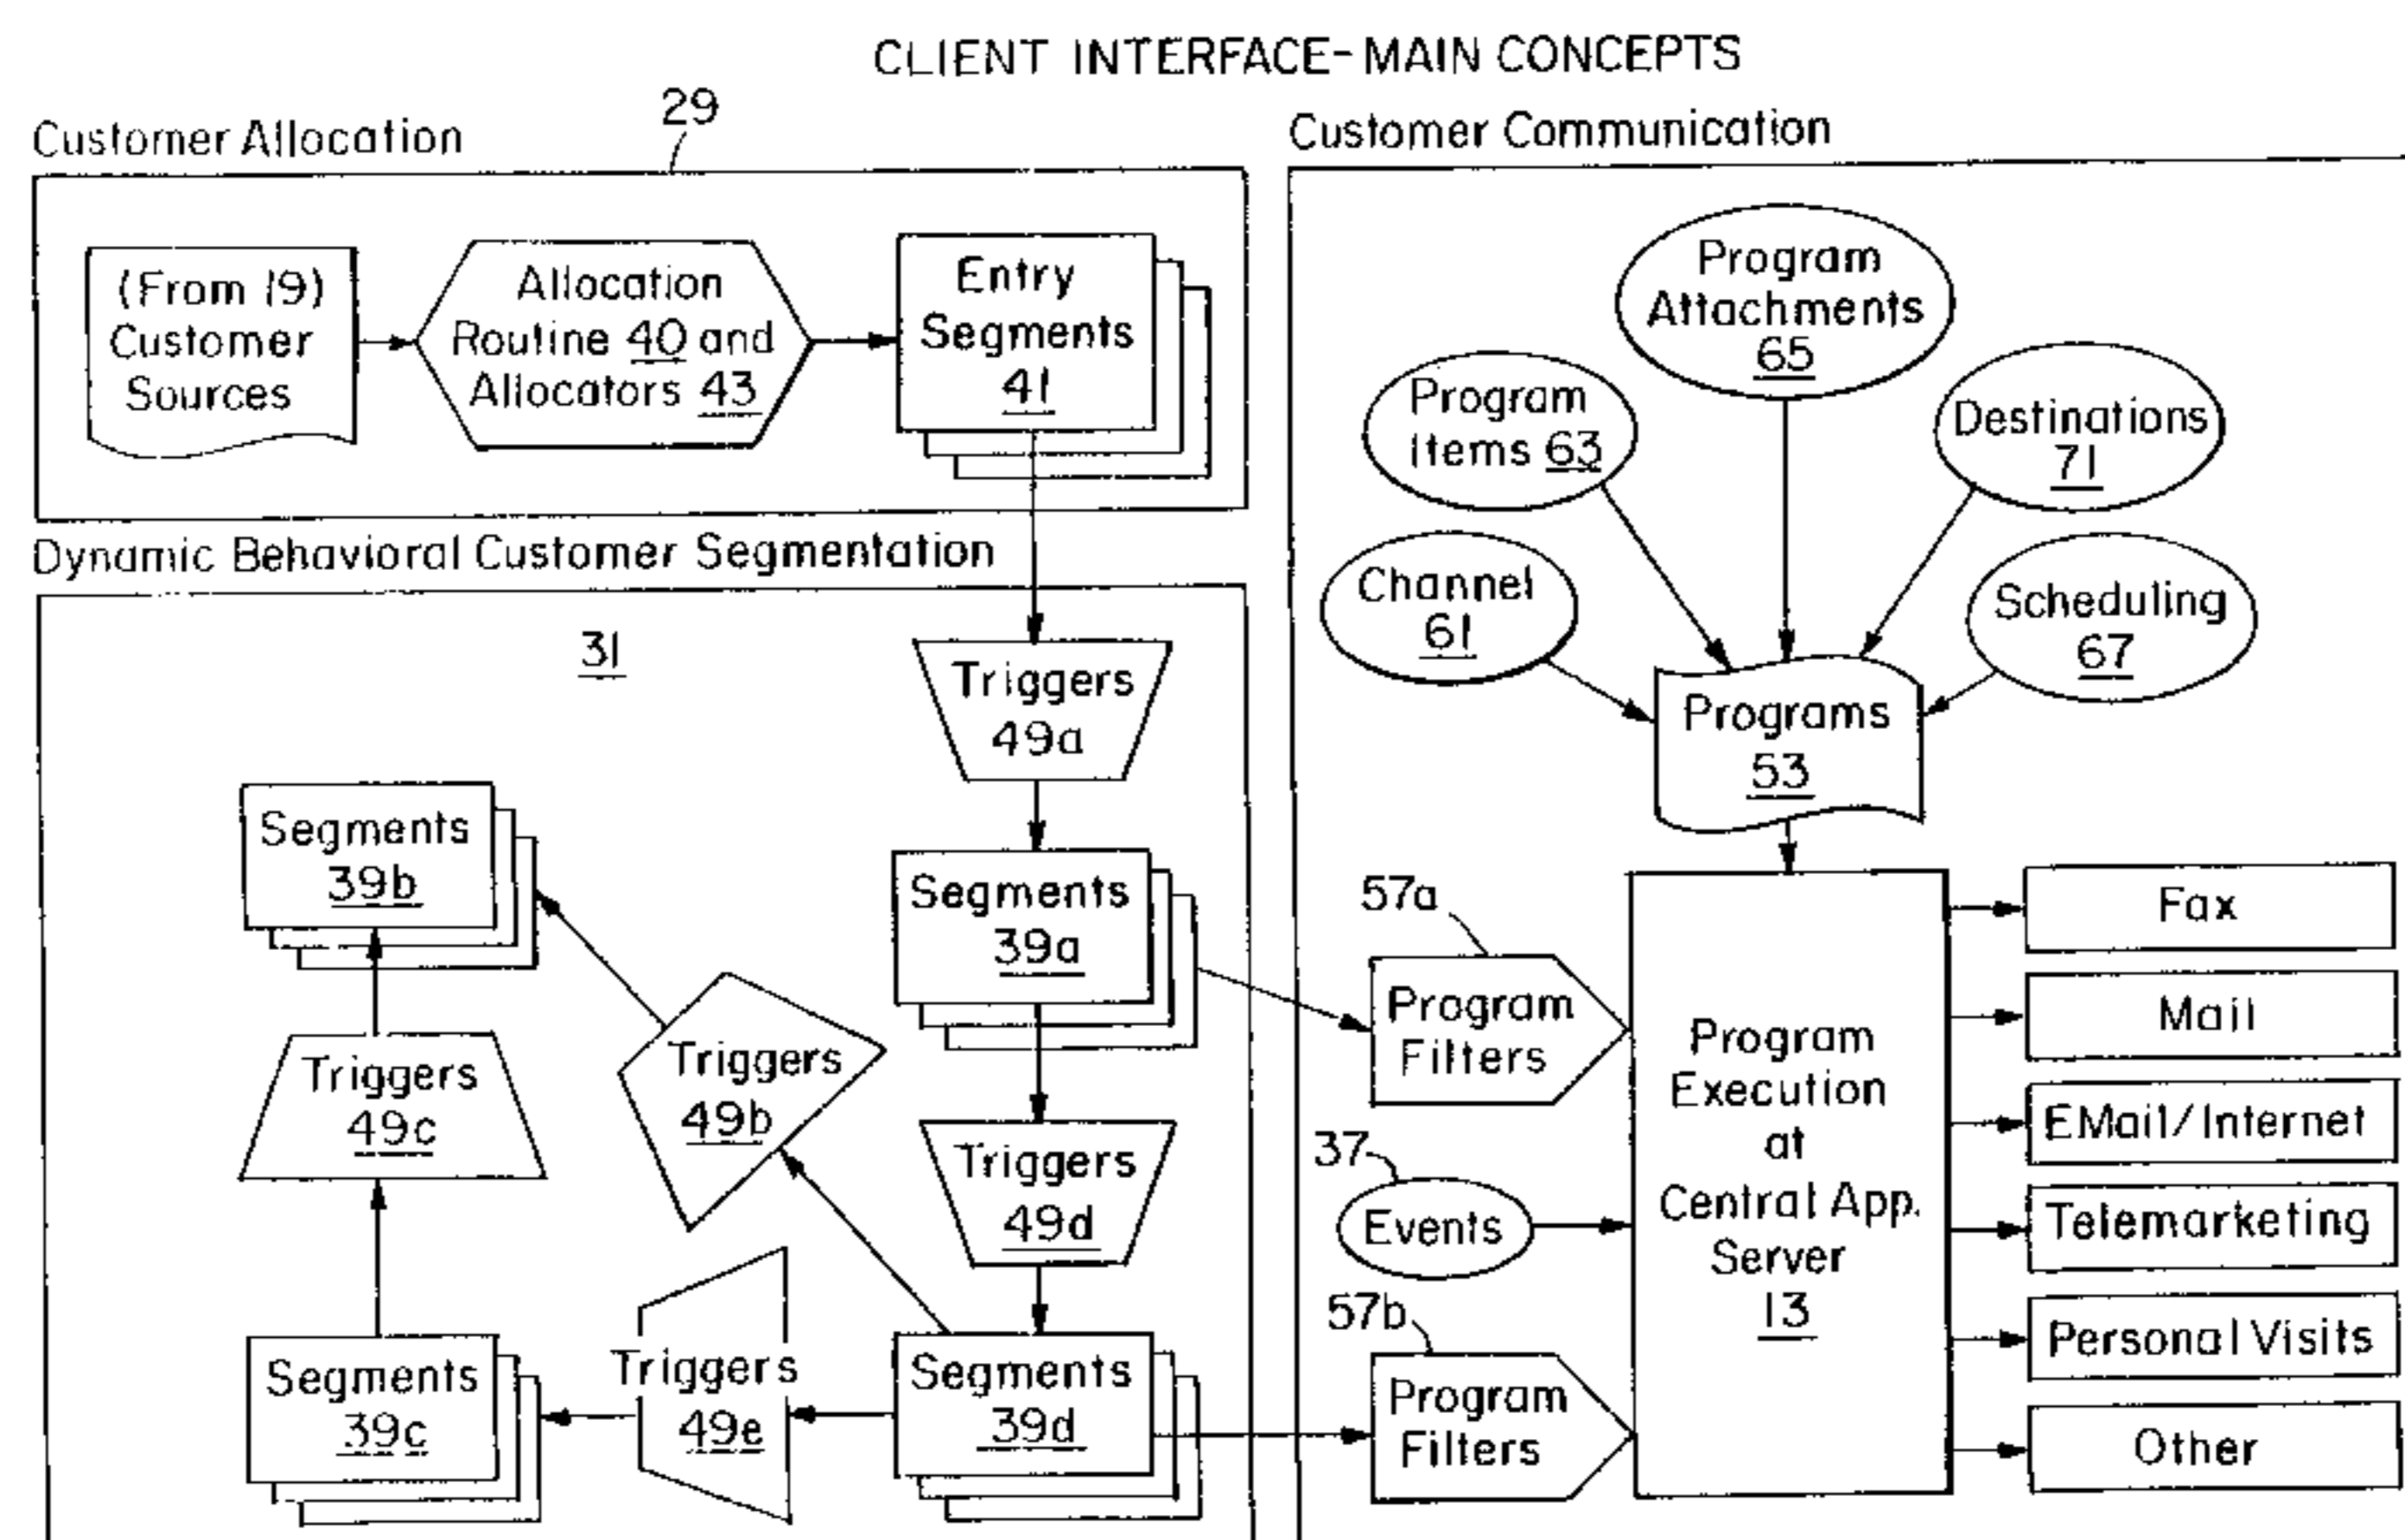 CLIENT INTERFACE-MAIN CONCEPTS
Customer Allocation
29
(From 19)
Customer
Sources
Allocation
Routine 40 and
Allocators 43
Entry
Segments
41
Dynamic Behavioral Customer Segmentation
31
Triggers
49a
Segments
39b
Segments
39a
Triggers
49c
Triggers
49b
Triggers
49d
Segments
39c
Triggers
49e
Segments
39d
Customer Communication
Program
Attachments
65
Program
Items 63
Destinations
71
Channel
61
Scheduling
67
Programs
53
57a
Program
Filters
37
Events
57b
Program
Filters
Program
Execution
at
Central App.
Server
13
Fax
Mail
EMail/Internet
Telemarketing
Personal Visits
Other